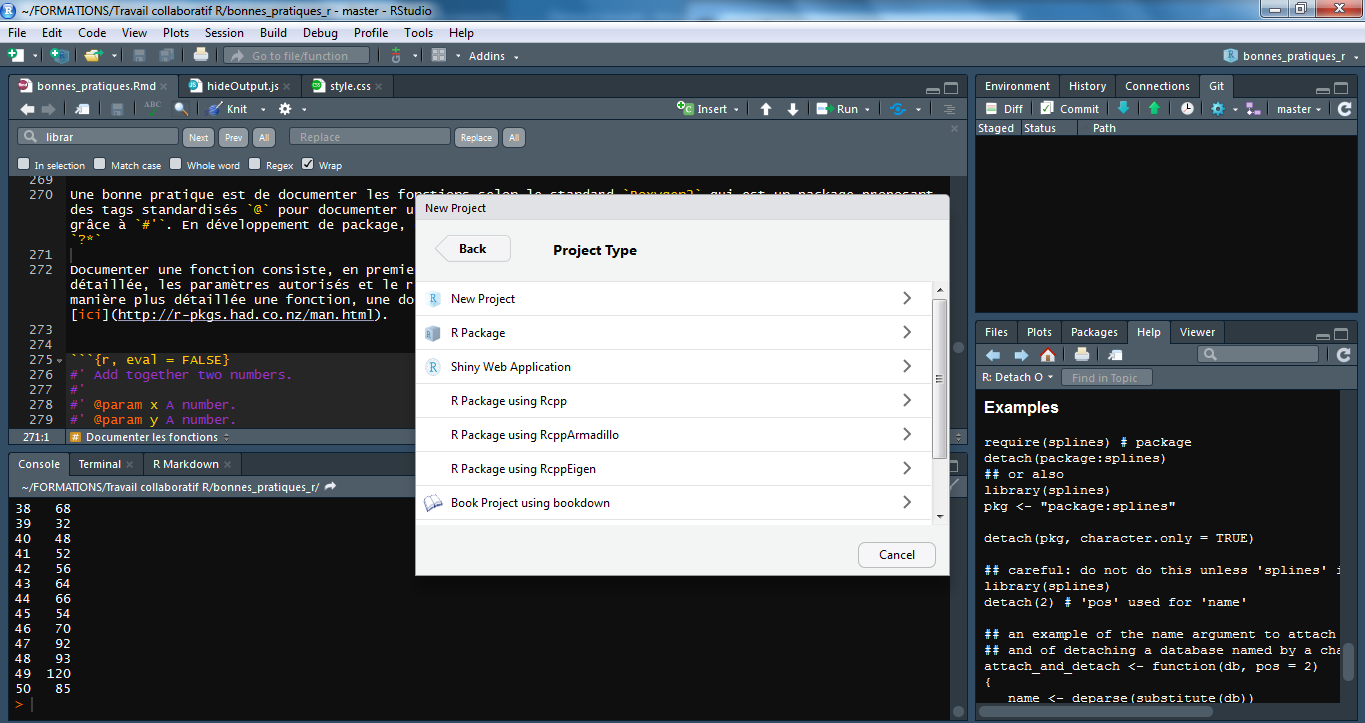 ~/FORMATIONS/Travail collaboratif R/bonnes_pratiques_r - master - RStudio
File Edit Code View Plots Session Build Debug Profile Tools Help
Go to file/function Addins bonnes_pratiques_r
bonnes_pratiques.Rmd hideOutput.js style.css
Knit Insert Run
librar Next Prev All Replace Replace All
In selection Match case Whole word Regex Wrap
269
270 Une bonne pratique est de documenter les fonctions selon le standard `Roxygen2` qui est un package proposant
des tags standardisés `@` pour documenter u
grâce à `#'`. En développement de package,
`?*`
271
272 Documenter une fonction consiste, en premie
détaillée, les paramètres autorisés et le r
manière plus détaillée une fonction, une do
[ici](http://r-pkgs.had.co.nz/man.html).
273
274
275 ```{r, eval = FALSE}
276 #' Add together two numbers.
277 #'
278 #' @param x A number.
279 #' @param y A number.
271:1 # Documenter les fonctions
Console Terminal R Markdown
~/FORMATIONS/Travail collaboratif R/bonnes_pratiques_r/
38 68
39 32
40 48
41 52
42 56
43 64
44 66
45 54
46 70
47 92
48 93
49 120
50 85
>
New Project
Back Project Type
New Project
R Package
Shiny Web Application
R Package using Rcpp
R Package using RcppArmadillo
R Package using RcppEigen
Book Project using bookdown
Cancel
Environment History Connections Git
Diff Commit master
Staged Status Path
Files Plots Packages Help Viewer
R: Detach O Find in Topic
Examples
require(splines) # package
detach(package:splines)
## or also
library(splines)
pkg <- "package:splines"
detach(pkg, character.only = TRUE)
## careful: do not do this unless 'splines' i
library(splines)
detach(2) # 'pos' used for 'name'
## an example of the name argument to attach
## and of detaching a database named by a cha
attach_and_detach <- function(db, pos = 2)
{
name <- deparse(substitute(db))